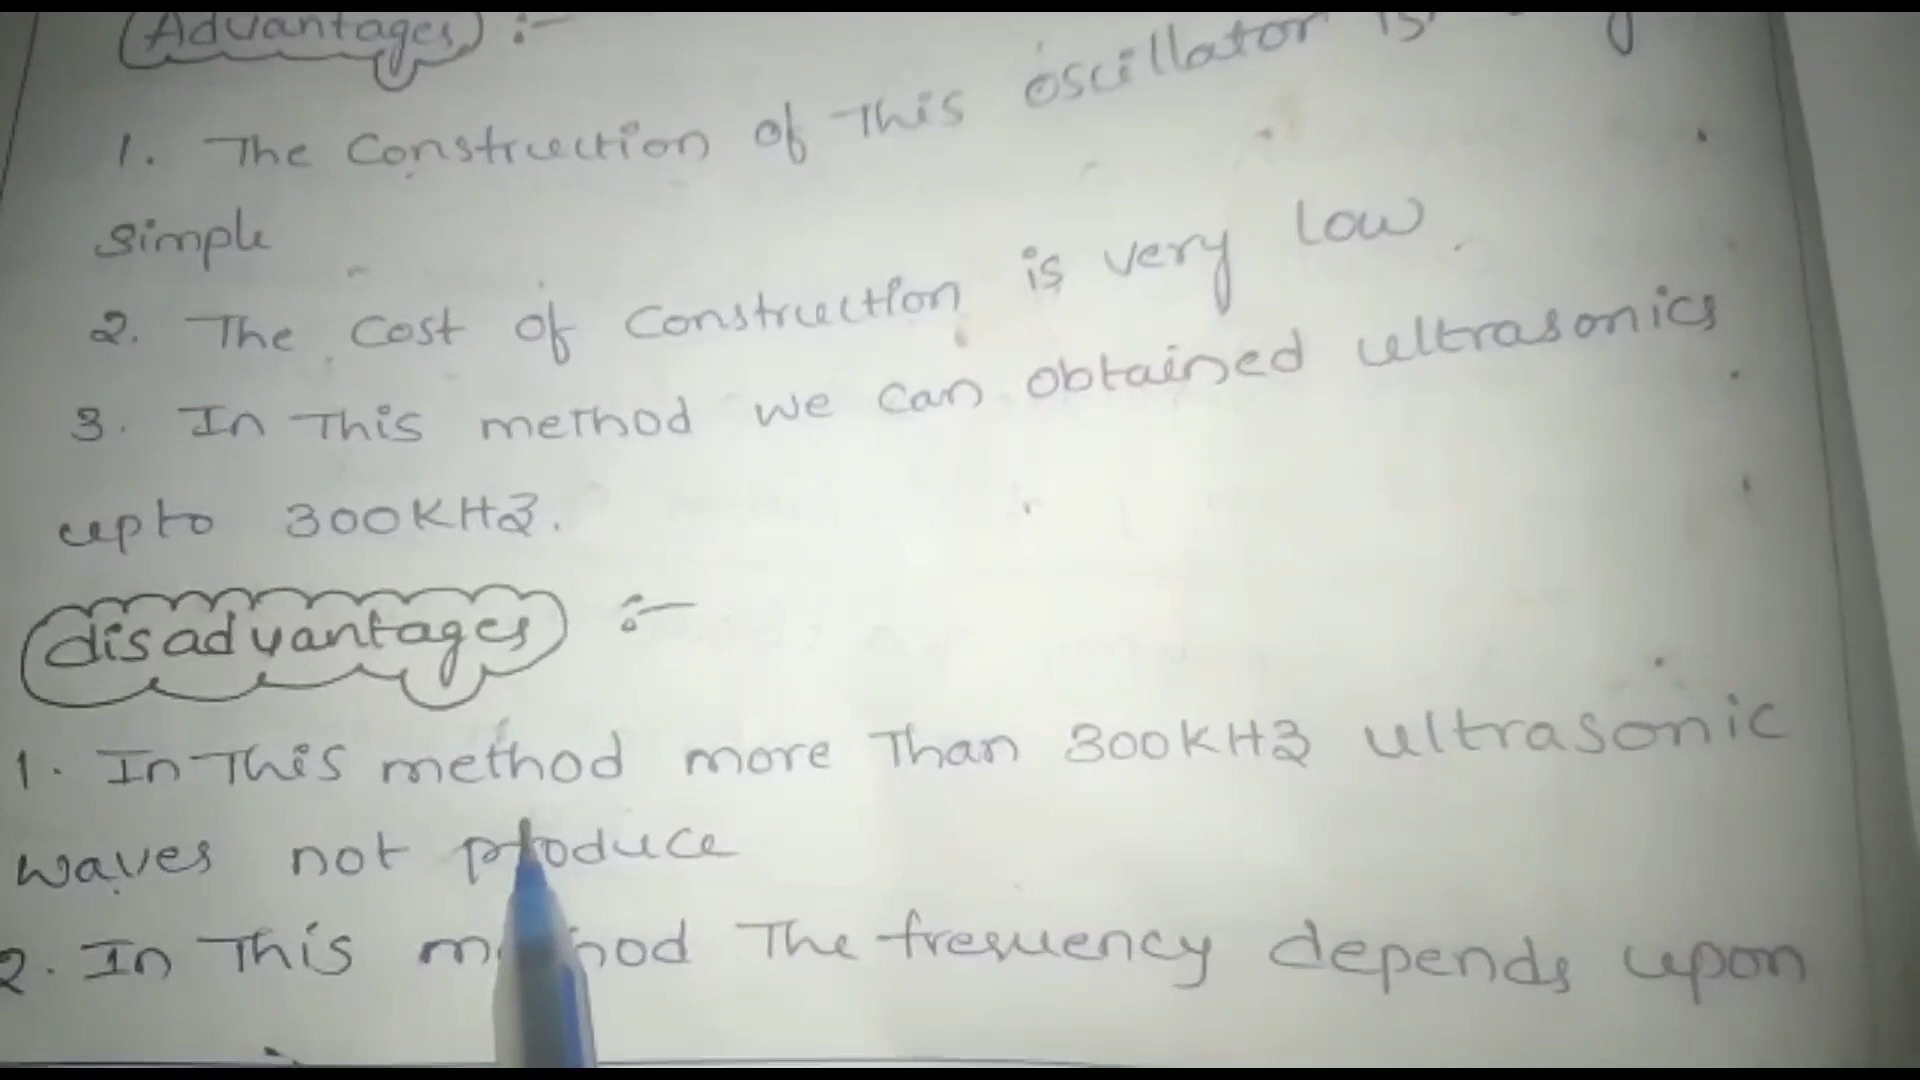 Advantages :-
1. The Construction of This oscillator is
Simple
2. The Cost of Construction is very Low.
3. In This method we can obtained ultrasonics
upto 300KHz.
disadvantages :-
1. In This method more Than 300KHz ultrasonic
waves not produce
2. In This method The frequency depends upon